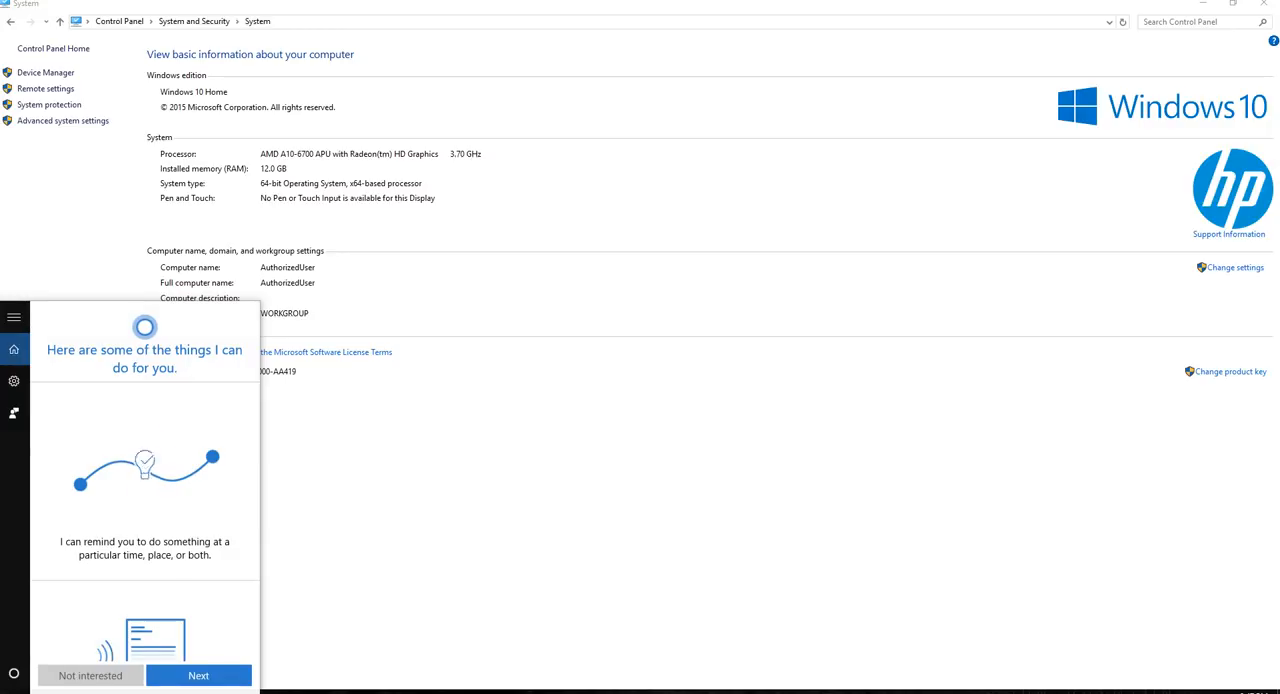 System
Control Panel > System and Security > System
Search Control Panel
Control Panel Home
Device Manager
Remote settings
System protection
Advanced system settings
View basic information about your computer
Windows edition
Windows 10 Home
© 2015 Microsoft Corporation. All rights reserved.
Windows 10
System
Processor: AMD A10-6700 APU with Radeon(tm) HD Graphics 3.70 GHz
Installed memory (RAM): 12.0 GB
System type: 64-bit Operating System, x64-based processor
Pen and Touch: No Pen or Touch Input is available for this Display
hp
Support Information
Computer name, domain, and workgroup settings
Computer name: AuthorizedUser
Full computer name: AuthorizedUser
Computer description:
WORKGROUP
Change settings
the Microsoft Software License Terms
000-AA419
Change product key
Here are some of the things I can
do for you.
I can remind you to do something at a
particular time, place, or both.
Not interested
Next